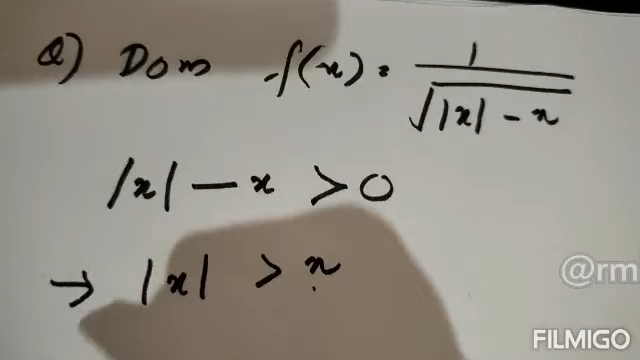 Q) Dom f(x) = 1/√(|x| - x)
|x| - x > 0
→ |x| > x
@rm
FILMIGO